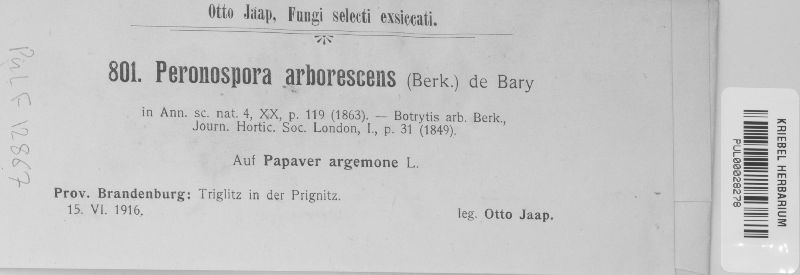 Otto Jaap, Fungi selecti exsiccati.
801. Peronospora arborescens (Berk.) de Bary
in Ann. sc. nat. 4, XX, p. 119 (1863). — Botrytis arb. Berk.,
Journ. Hortic. Soc. London, I., p. 31 (1849).
Auf Papaver argemone L.
Prov. Brandenburg: Triglitz in der Prignitz.
15. VI. 1916, leg. Otto Jaap.
PUL F 12867
KRIEBEL HERBARIUM
PUL00028278